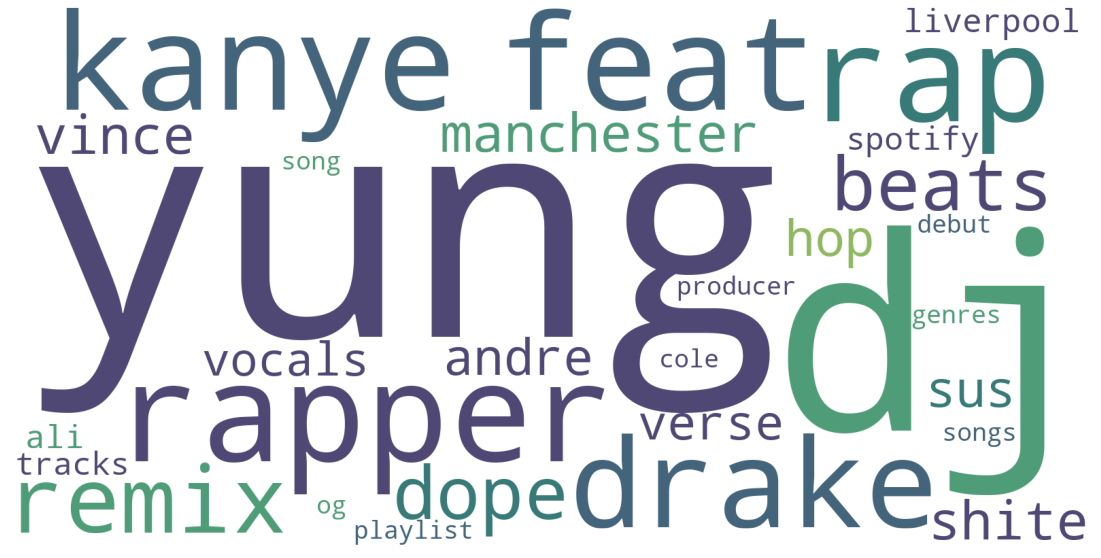 kanye feat rap liverpool
vince manchester spotify
song yung beats
hop debut
producer dj genres
vocals andre cole
rapper verse sus
ali songs
tracks
remix og dope drake shite
playlist